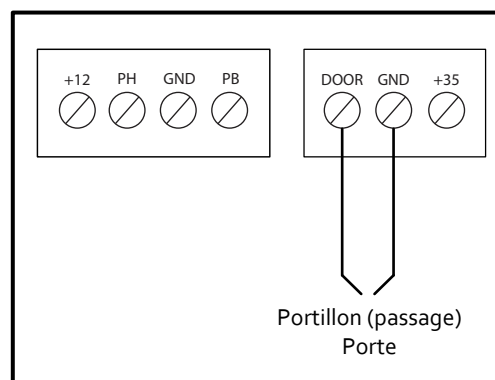 +12 PH GND PB
DOOR GND +35
Portillon (passage)
Porte